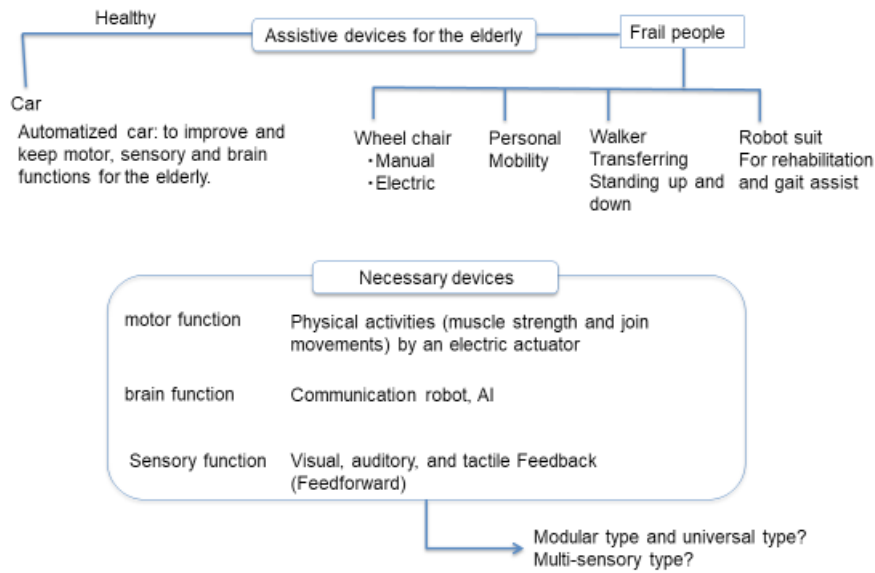 Healthy
Assistive devices for the elderly
Frail people
Car
Automatized car: to improve and
keep motor, sensory and brain
functions for the elderly.
Wheel chair
・Manual
・Electric
Personal
Mobility
Walker
Transferring
Standing up and
down
Robot suit
For rehabilitation
and gait assist
Necessary devices
motor function
Physical activities (muscle strength and join
movements) by an electric actuator
brain function
Communication robot, AI
Sensory function
Visual, auditory, and tactile Feedback
(Feedforward)
Modular type and universal type?
Multi-sensory type?